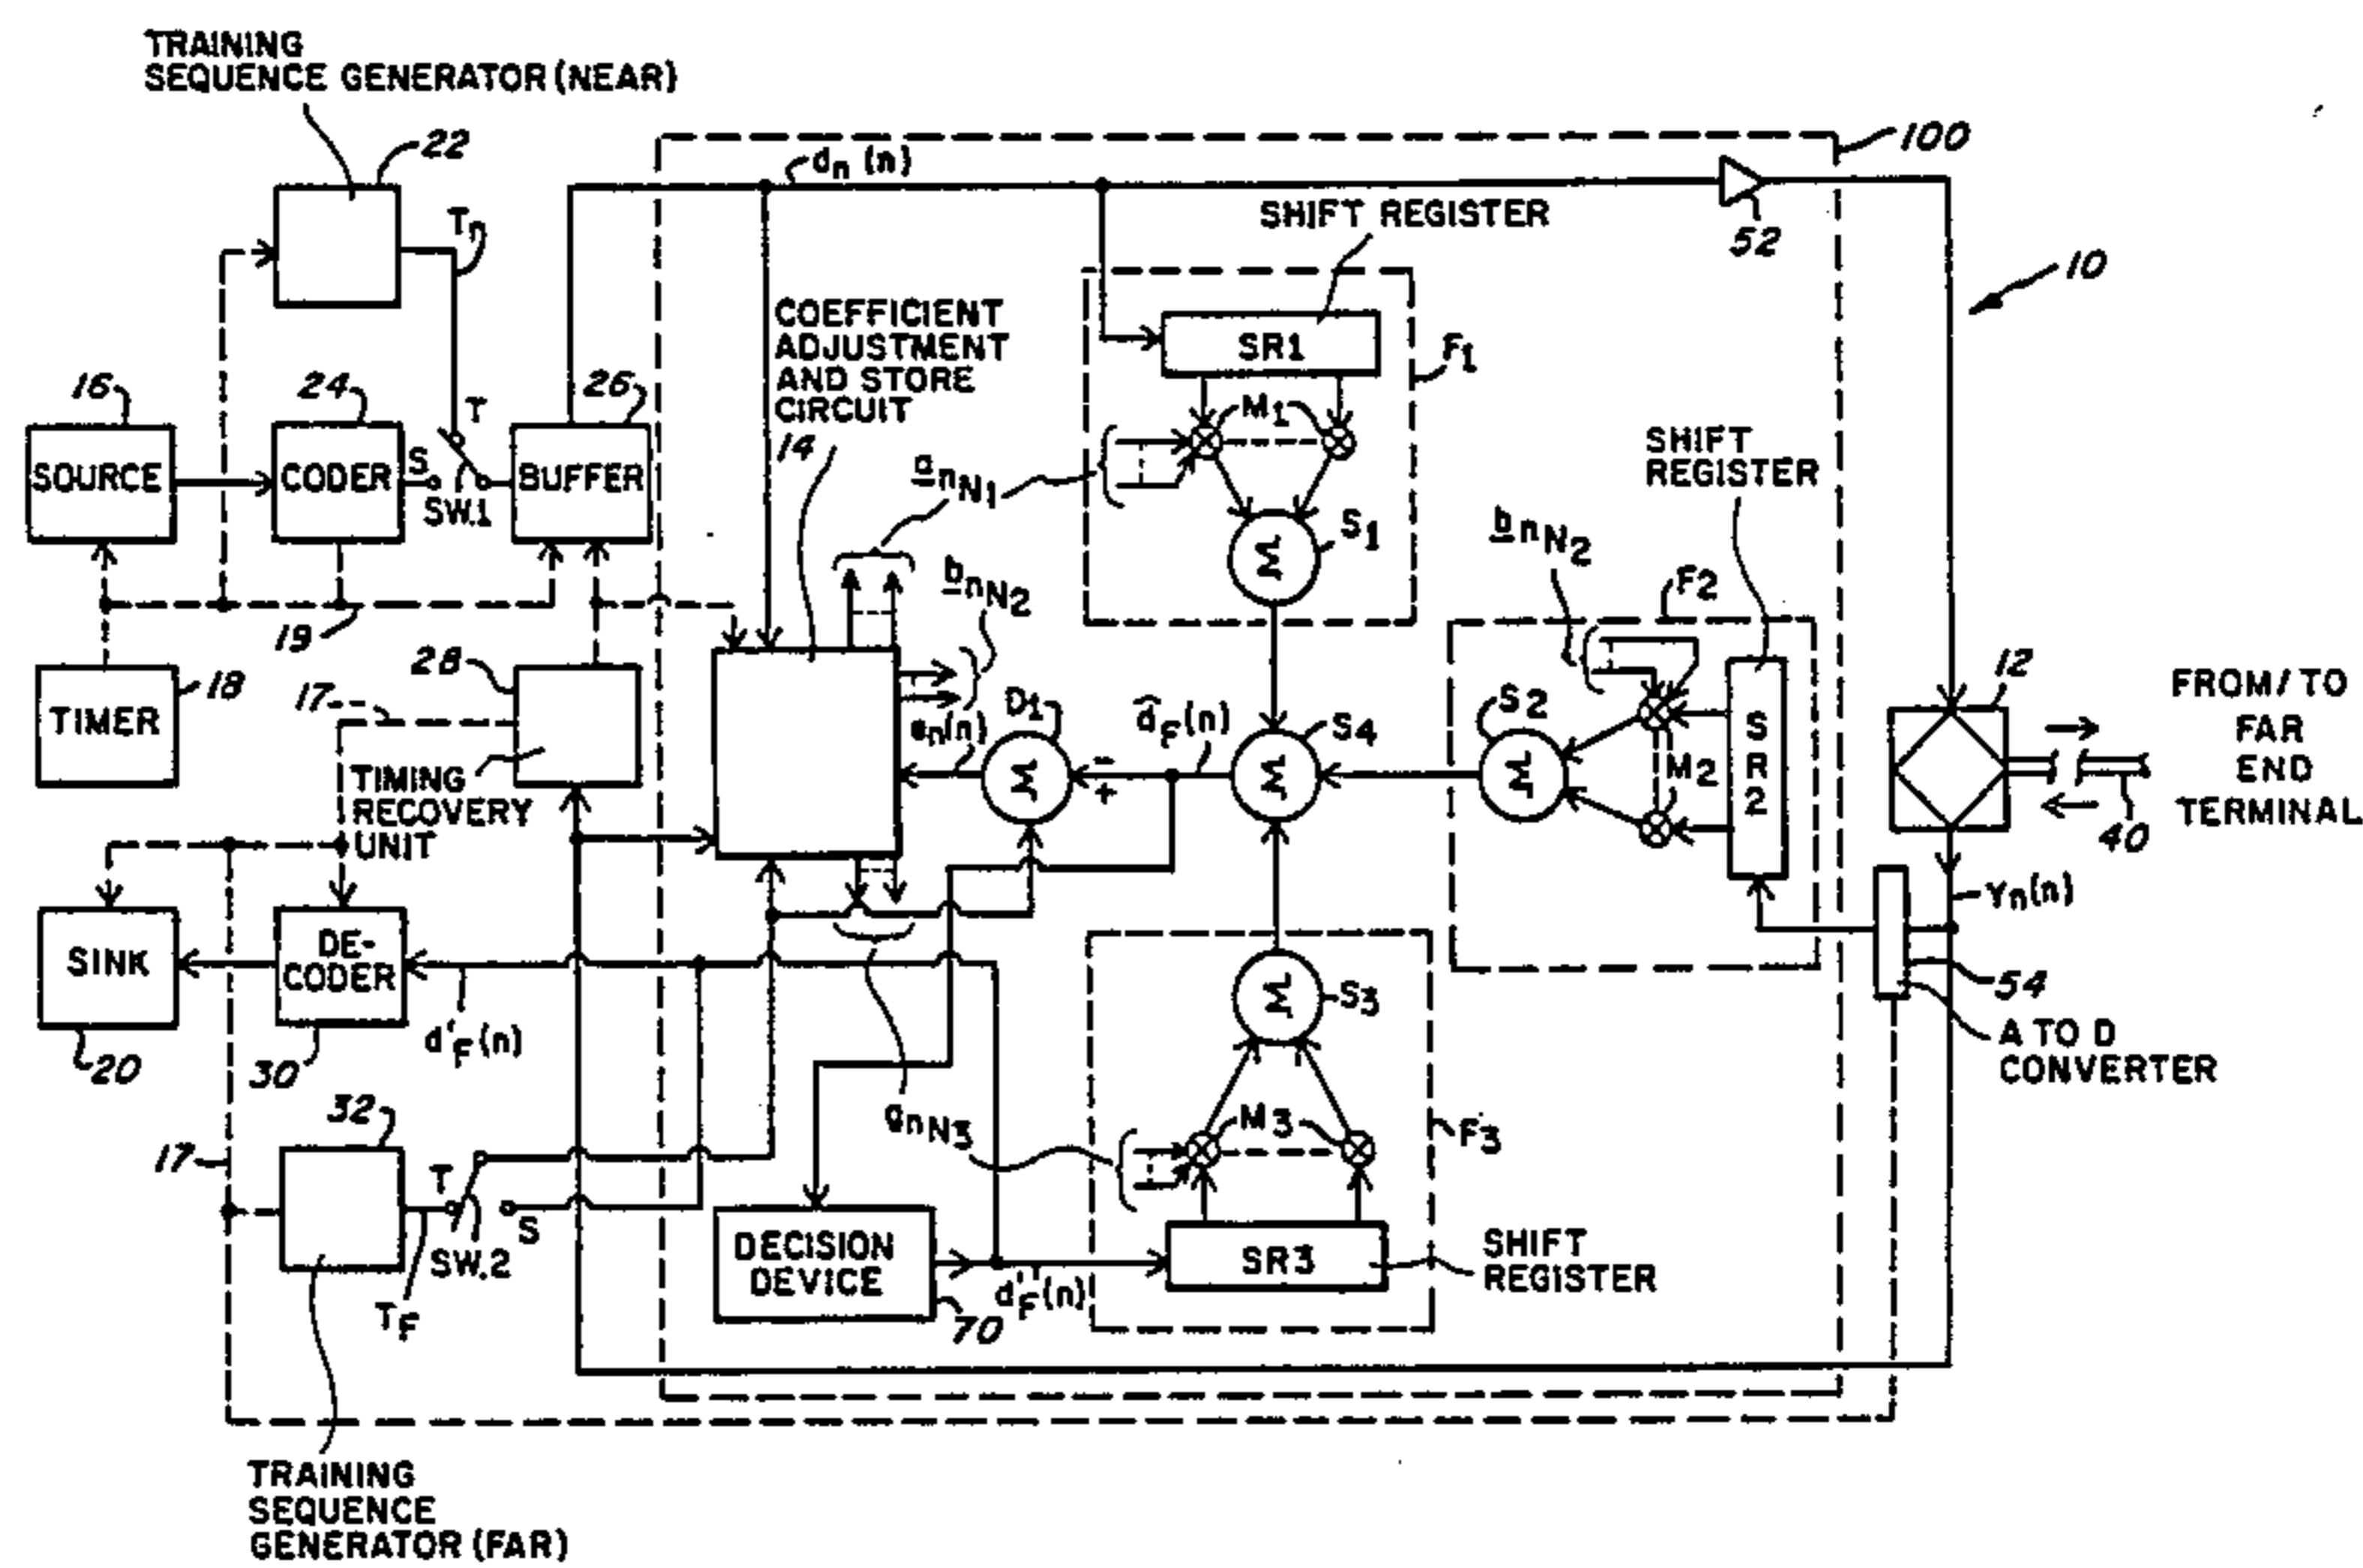 TRAINING
SEQUENCE GENERATOR (NEAR)
22
Tn
dn (n)
100
SHIFT REGISTER
52
10
COEFFICIENT
ADJUSTMENT
AND STORE
CIRCUIT
14
SR1
F1
16
24
T
26
SOURCE
CODER
S
SW.1
BUFFER
anN1
M1
S1
SHIFT
REGISTER
bnN2
bnN2
F2
19
18
TIMER
28
17
TIMING
RECOVERY
UNIT
en(n)
D1
-
+
d̂F(n)
S4
S2
M2
S
R
2
12
FROM/TO
FAR
END
TERMINAL
40
Σ
Σ
Σ
Σ
Σ
Yn(n)
54
A TO D
CONVERTER
SINK
20
DE-
CODER
30
d'F(n)
S3
32
17
T
SW.2
S
TF
M3
F3
DECISION
DEVICE
70
d'F(n)
SR3
SHIFT
REGISTER
TRAINING
SEQUENCE
GENERATOR (FAR)